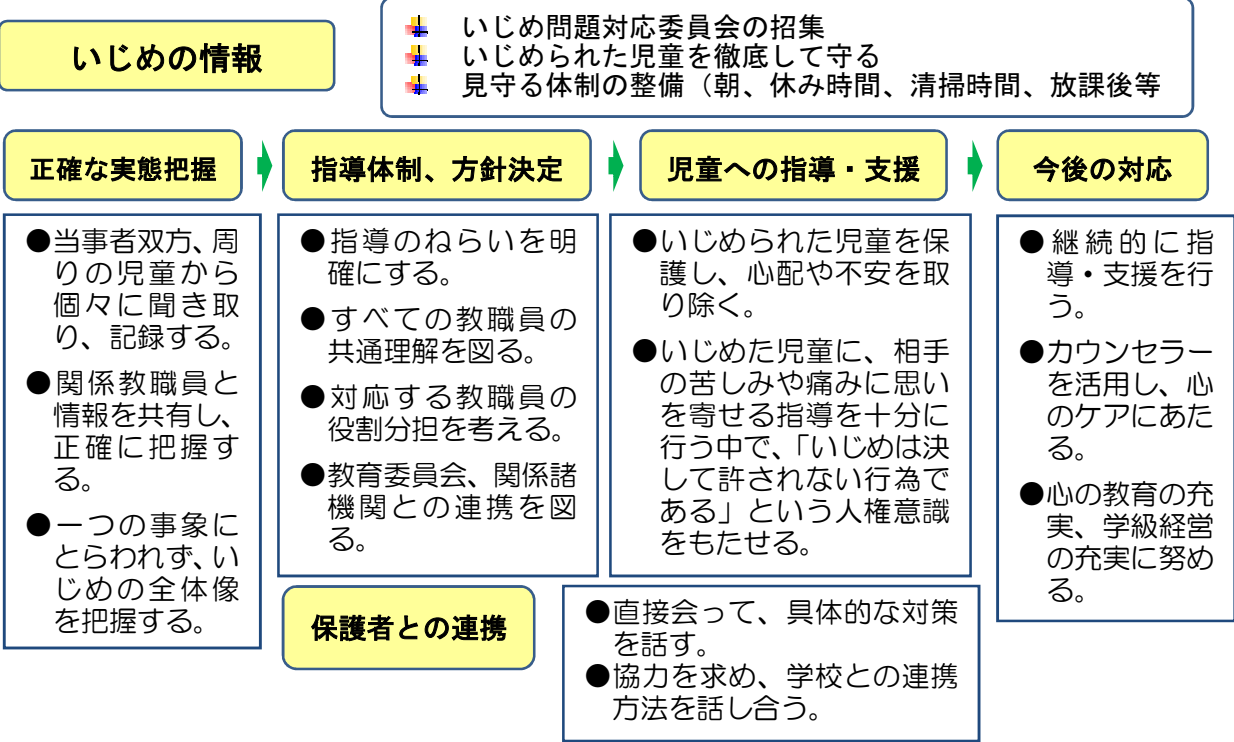 いじめの情報
いじめ問題対応委員会の招集
いじめられた児童を徹底して守る
見守る体制の整備（朝、休み時間、清掃時間、放課後等
正確な実態把握
指導体制、方針決定
児童への指導・支援
今後の対応
●当事者双方、周
りの児童から
個々に聞き取
り、記録する。
●関係教職員と
情報を共有し、
正確に把握す
る。
●一つの事象に
とらわれず、い
じめの全体像
を把握する。
●指導のねらいを明
確にする。
●すべての教職員の
共通理解を図る。
●対応する教職員の
役割分担を考える。
●教育委員会、関係諸
機関との連携を図
る。
●いじめられた児童を保
護し、心配や不安を取
り除く。
●いじめた児童に、相手
の苦しみや痛みに思い
を寄せる指導を十分に
行う中で、「いじめは決
して許されない行為で
ある」という人権意識
をもたせる。
●継続的に指
導・支援を行
う。
●カウンセラー
を活用し、心
のケアにあた
る。
●心の教育の充
実、学級経営
の充実に努め
る。
保護者との連携
●直接会って、具体的な対策
を話す。
●協力を求め、学校との連携
方法を話し合う。